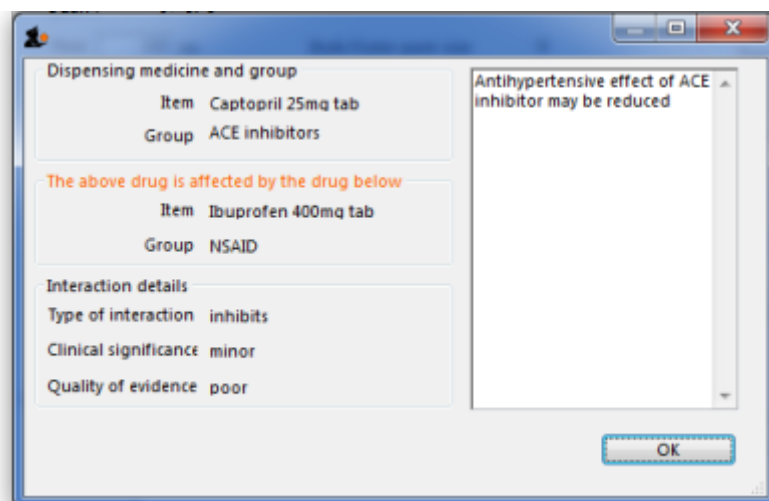 Dispensing medicine and group
Item Captopril 25mg tab
Group ACE inhibitors
The above drug is affected by the drug below
Item Ibuprofen 400mg tab
Group NSAID
Interaction details
Type of interaction inhibits
Clinical significance minor
Quality of evidence poor
Antihypertensive effect of ACE
inhibitor may be reduced
OK